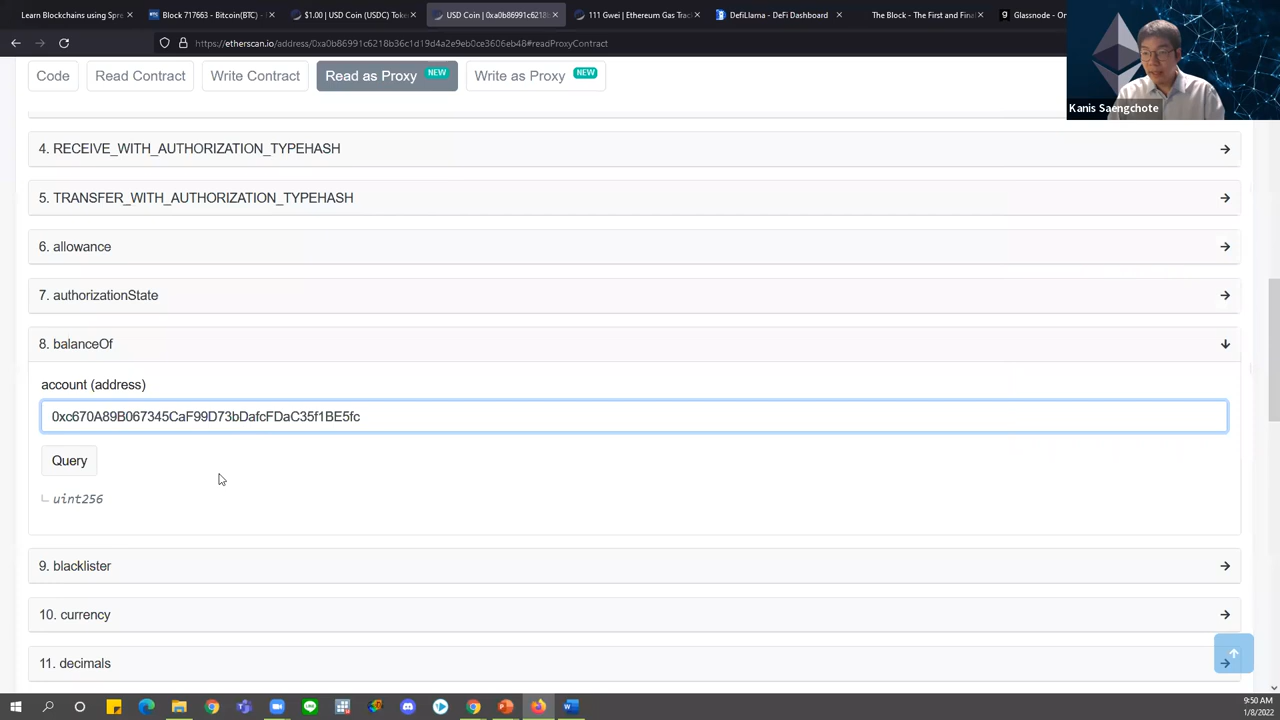 Learn Blockchains using Spre
Block 717663 - Bitcoin(BTC) -
$1.00 | USD Coin (USDC) Toke
USD Coin | 0xa0b86991c6218b
111 Gwei | Ethereum Gas Trac
DefiLlama - DeFi Dashboard
The Block - The First and Final
Glassnode - On
https://etherscan.io/address/0xa0b86991c6218b36c1d19d4a2e9eb0ce3606eb48#readProxyContract
Code
Read Contract
Write Contract
Read as Proxy NEW
Write as Proxy NEW
Kanis Saengchote
4. RECEIVE_WITH_AUTHORIZATION_TYPEHASH
5. TRANSFER_WITH_AUTHORIZATION_TYPEHASH
6. allowance
7. authorizationState
8. balanceOf
account (address)
0xc670A89B067345CaF99D73bDafcFDaC35f1BE5fc
Query
uint256
9. blacklister
10. currency
11. decimals
9:50 AM
1/8/2022